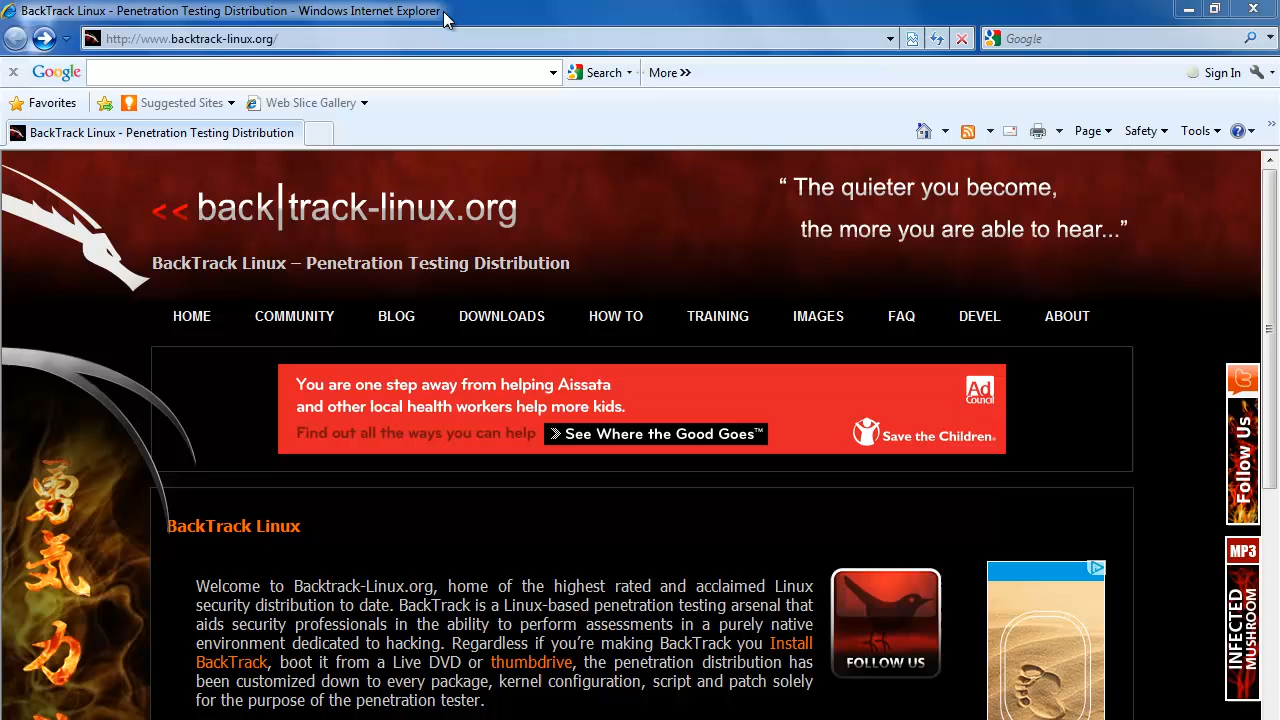 BackTrack Linux - Penetration Testing Distribution - Windows Internet Explorer
http://www.backtrack-linux.org/
Google
Google
Search
More »
Sign In
Favorites
Suggested Sites
Web Slice Gallery
BackTrack Linux - Penetration Testing Distribution
Page
Safety
Tools
<< back|track-linux.org
“ The quieter you become,
the more you are able to hear...”
BackTrack Linux – Penetration Testing Distribution
HOME COMMUNITY BLOG DOWNLOADS HOW TO TRAINING IMAGES FAQ DEVEL ABOUT
You are one step away from helping Aissata
and other local health workers help more kids.
Find out all the ways you can help
See Where the Good Goes™
Ad
Council
Save the Children.
Follow Us
BackTrack Linux
Welcome to Backtrack-Linux.org, home of the highest rated and acclaimed Linux
security distribution to date. BackTrack is a Linux-based penetration testing arsenal that
aids security professionals in the ability to perform assessments in a purely native
environment dedicated to hacking. Regardless if you’re making BackTrack you Install
BackTrack, boot it from a Live DVD or thumbdrive, the penetration distribution has
been customized down to every package, kernel configuration, script and patch solely
for the purpose of the penetration tester.
FOLLOW US
MP3
INFECTED
MUSHROOM
勇
気
力